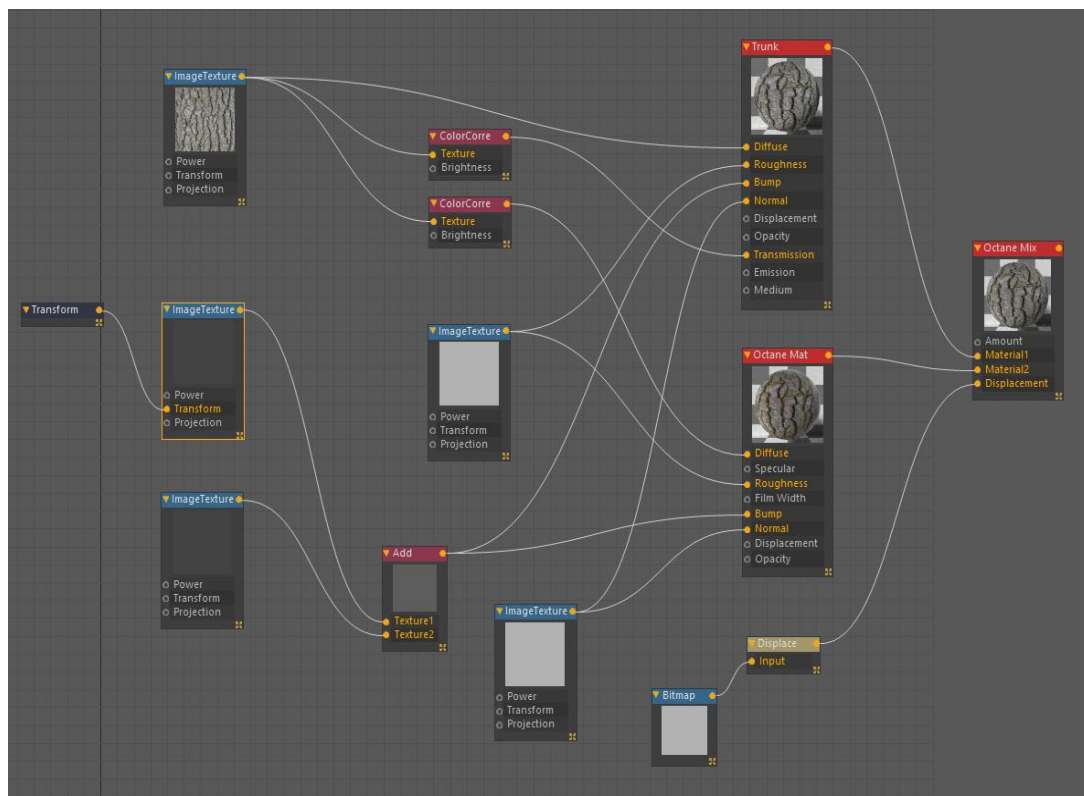 ImageTexture
Power
Transform
Projection
ColorCorre
Texture
Brightness
ColorCorre
Texture
Brightness
Trunk
Diffuse
Roughness
Bump
Normal
Displacement
Opacity
Transmission
Emission
Medium
Octane Mix
Amount
Material1
Material2
Displacement
Transform
ImageTexture
Power
Transform
Projection
ImageTexture
Power
Transform
Projection
Octane Mat
Diffuse
Specular
Roughness
Film Width
Bump
Normal
Displacement
Opacity
ImageTexture
Power
Transform
Projection
Add
Texture1
Texture2
ImageTexture
Power
Transform
Projection
Displace
Input
Bitmap